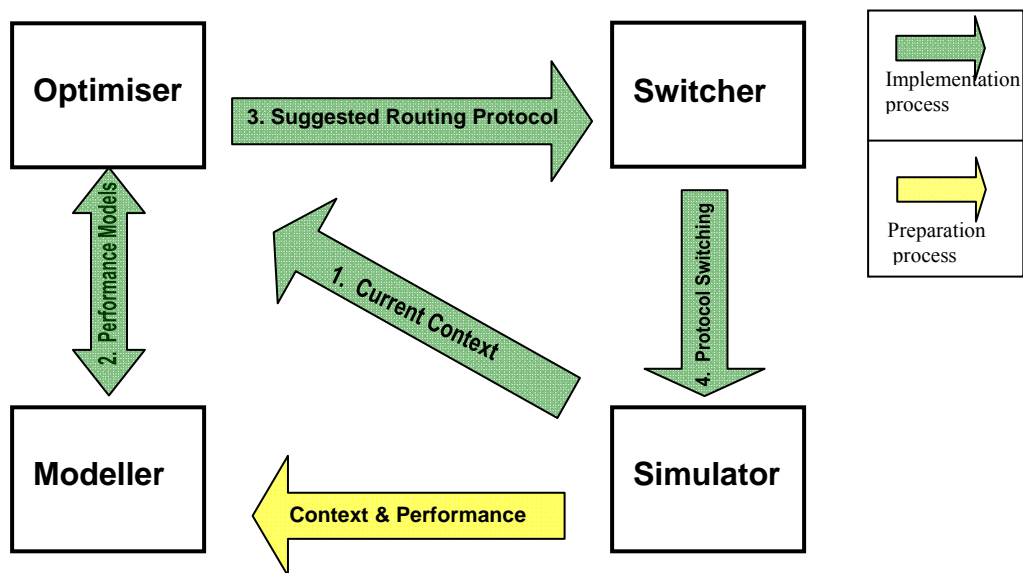 Optimiser
3. Suggested Routing Protocol
Switcher
Implementation
process
Preparation
process
2. Performance Models
1. Current Context
4. Protocol Switching
Modeller
Context & Performance
Simulator